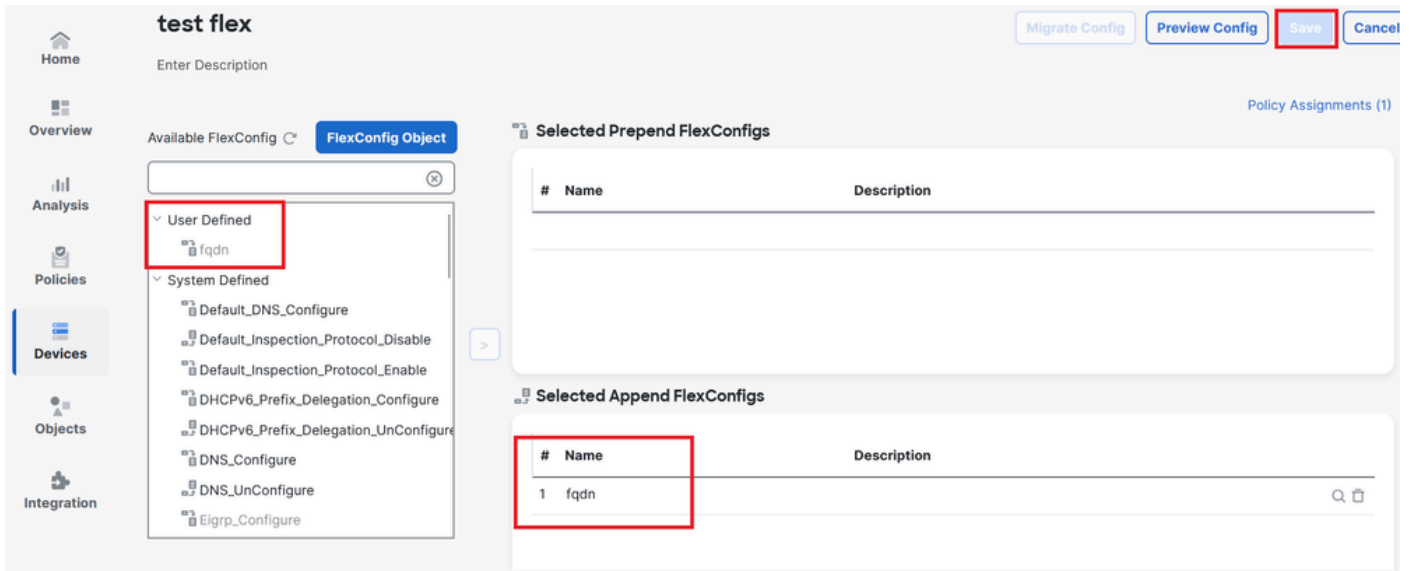 test flex
Migrate Config
Preview Config
Save
Cancel
Home
Enter Description
Overview
Policy Assignments (1)
Available FlexConfig
FlexConfig Object
Selected Prepend FlexConfigs
# Name Description
Analysis
User Defined
fqdn
Policies
System Defined
Default_DNS_Configure
Default_Inspection_Protocol_Disable
>
Devices
Default_Inspection_Protocol_Enable
DHCPv6_Prefix_Delegation_Configure
Selected Append FlexConfigs
Objects
DHCPv6_Prefix_Delegation_UnConfigure
DNS_Configure
# Name Description
DNS_UnConfigure
1 fqdn
Integration
Eigrp_Configure